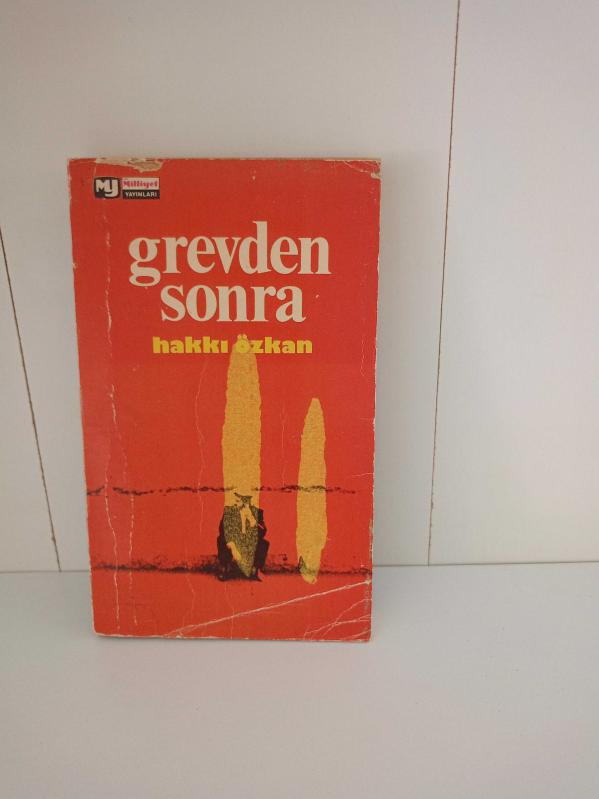 MJ
Milliyet
YAYINLARI
grevden
sonra
hakkı özkan